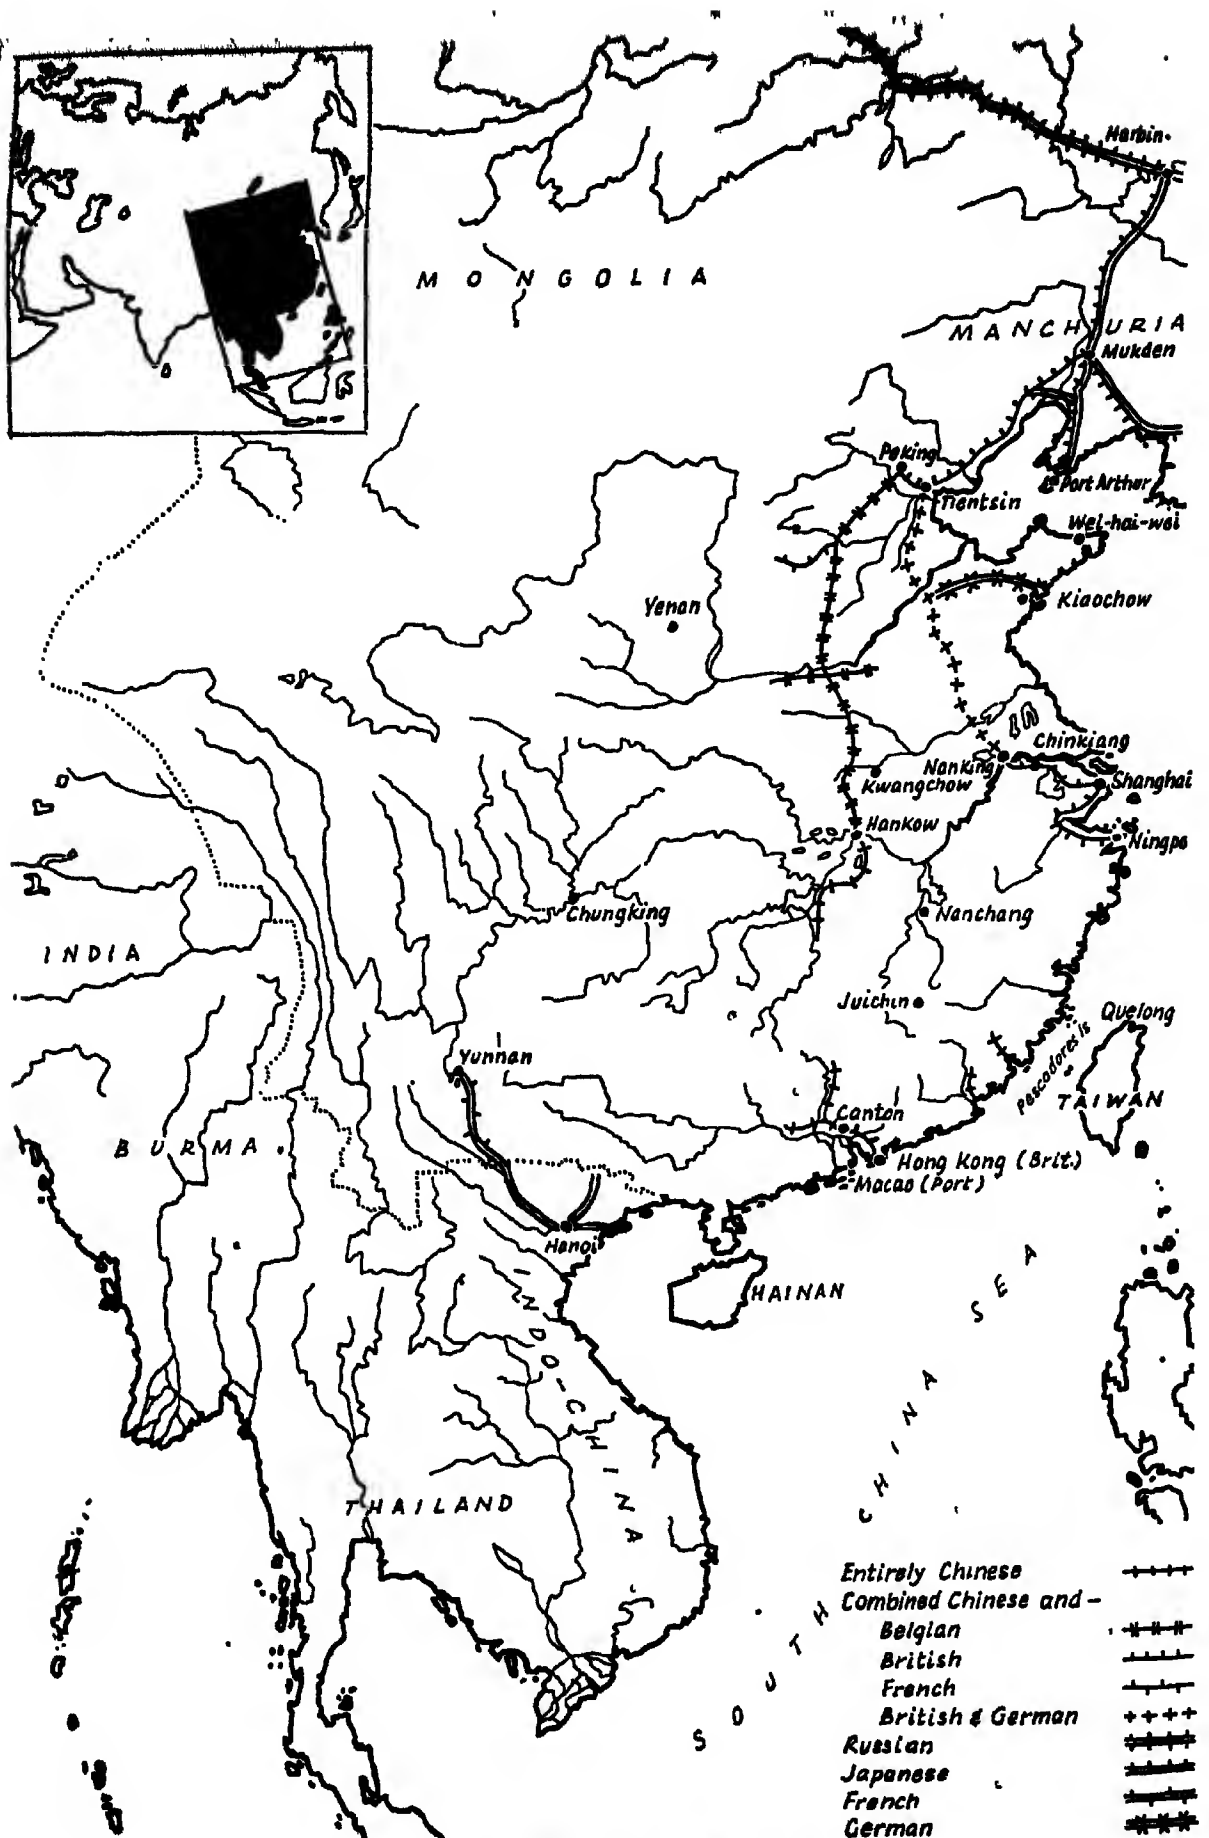 Harbin
MONGOLIA
MANCHURIA
Mukden
Peking
Port Arthur
Tientsin
Wei-hai-wei
Yenan
Kiaochow
Chinkiang
Nanking
Kwangchow
Shanghai
Hankow
Ningpo
Chungking
Nanchang
INDIA
Juichin
Quelong
Pescadores Is
Yunnan
TAIWAN
Canton
BURMA
Hong Kong (Brit.)
Macao (Port)
Hanoi
HAINAN
INDO-CHINA
THAILAND
SOUTH CHINA SEA
Entirely Chinese
Combined Chinese and -
Belgian
British
French
British & German
Russian
Japanese
French
German